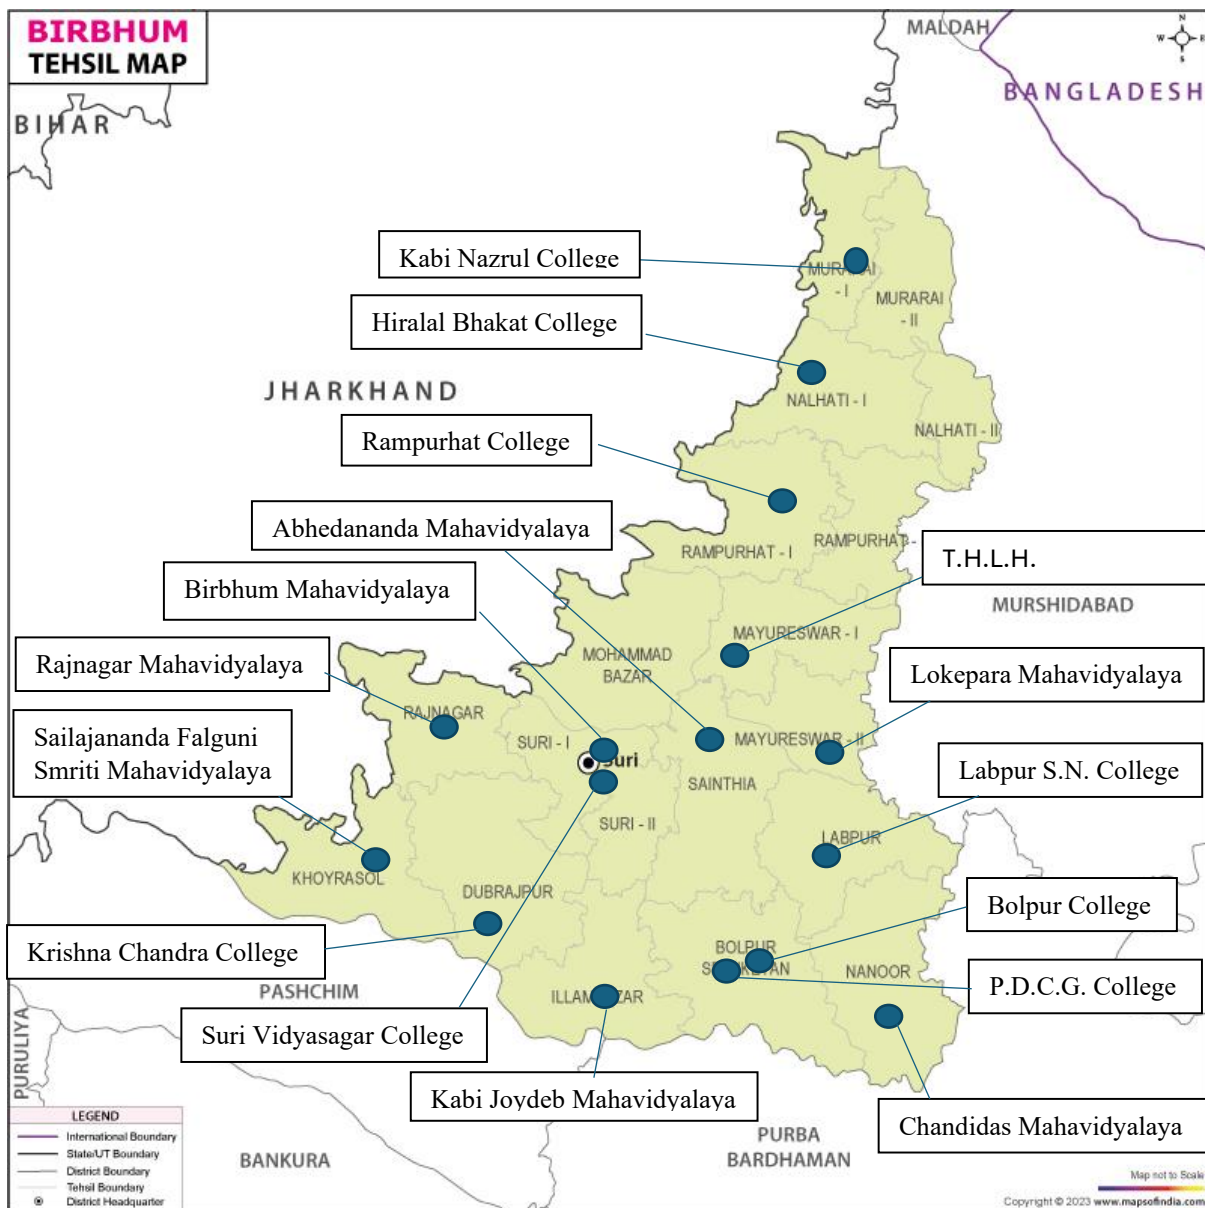 BIRBHUM
TEHSIL MAP
MALDAH
N
W E
S
BANGLADESH
BIHAR
Kabi Nazrul College
MURARAI
- I
MURARAI
- II
Hiralal Bhakat College
JHARKHAND
NALHATI - I
NALHATI - II
Rampurhat College
Abhedananda Mahavidyalaya
RAMPURHAT - I
RAMPURHAT -
T.H.L.H.
Birbhum Mahavidyalaya
MURSHIDABAD
MAYURESWAR - I
MOHAMMAD
BAZAR
Rajnagar Mahavidyalaya
Lokepara Mahavidyalaya
RAJNAGAR
SURI - I
MAYURESWAR - II
Suri
Sailajananda Falguni
Smriti Mahavidyalaya
Labpur S.N. College
SAINTHIA
SURI - II
LABPUR
KHOYRASOL
DUBRAJPUR
Bolpur College
Krishna Chandra College
BOLPUR
NANOOR
P.D.C.G. College
PASHCHIM
Suri Vidyasagar College
PURULIYA
Kabi Joydeb Mahavidyalaya
Chandidas Mahavidyalaya
LEGEND
International Boundary
State/UT Boundary
District Boundary
Tehsil Boundary
District Headquarter
BANKURA
PURBA
BARDHAMAN
Map not to Scale
Copyright © 2023 www.mapsofindia.com